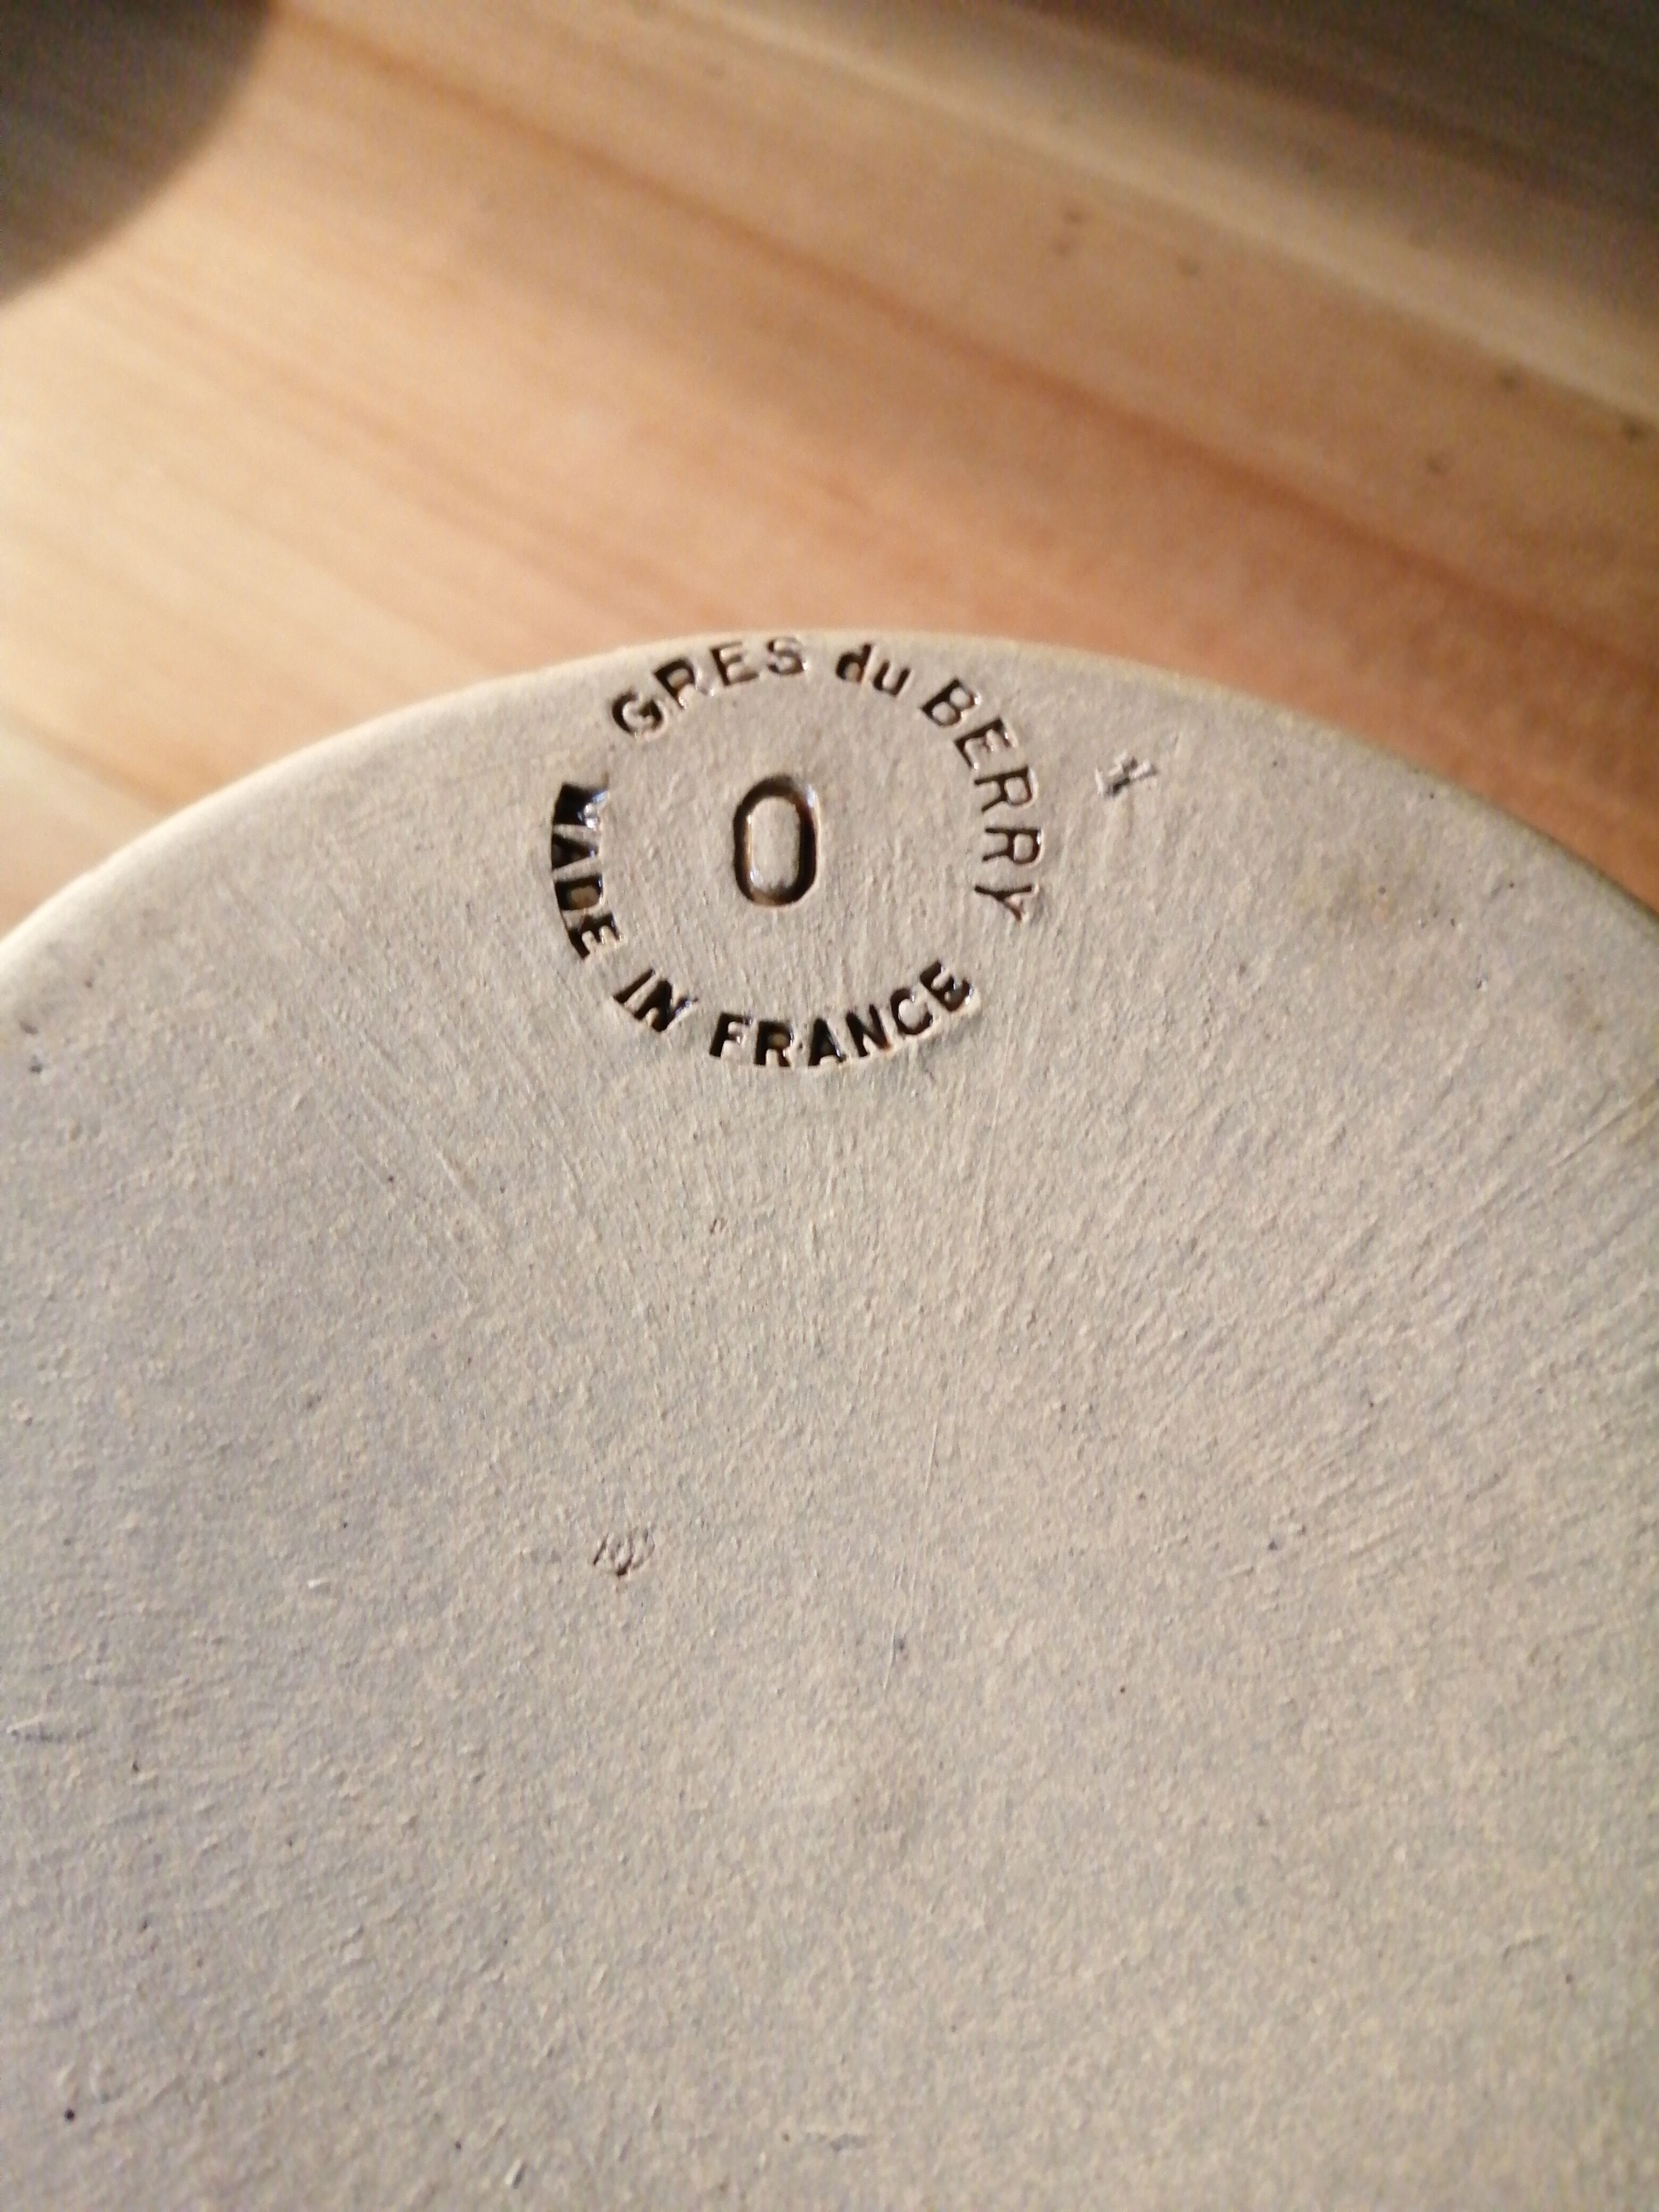 GRES du BERRY
0
MADE IN FRANCE